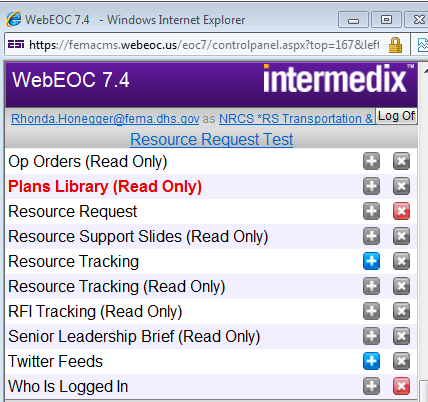 WebEOC 7.4 - Windows Internet Explorer
ESi https://femacms.webeoc.us/eoc7/controlpanel.aspx?top=167&left
WebEOC 7.4 intermedix™
Rhonda.Honegger@fema.dhs.gov as NRCS *RS Transportation & Log Of
Resource Request Test
Op Orders (Read Only)
Plans Library (Read Only)
Resource Request
Resource Support Slides (Read Only)
Resource Tracking
Resource Tracking (Read Only)
RFI Tracking (Read Only)
Senior Leadership Brief (Read Only)
Twitter Feeds
Who Is Logged In